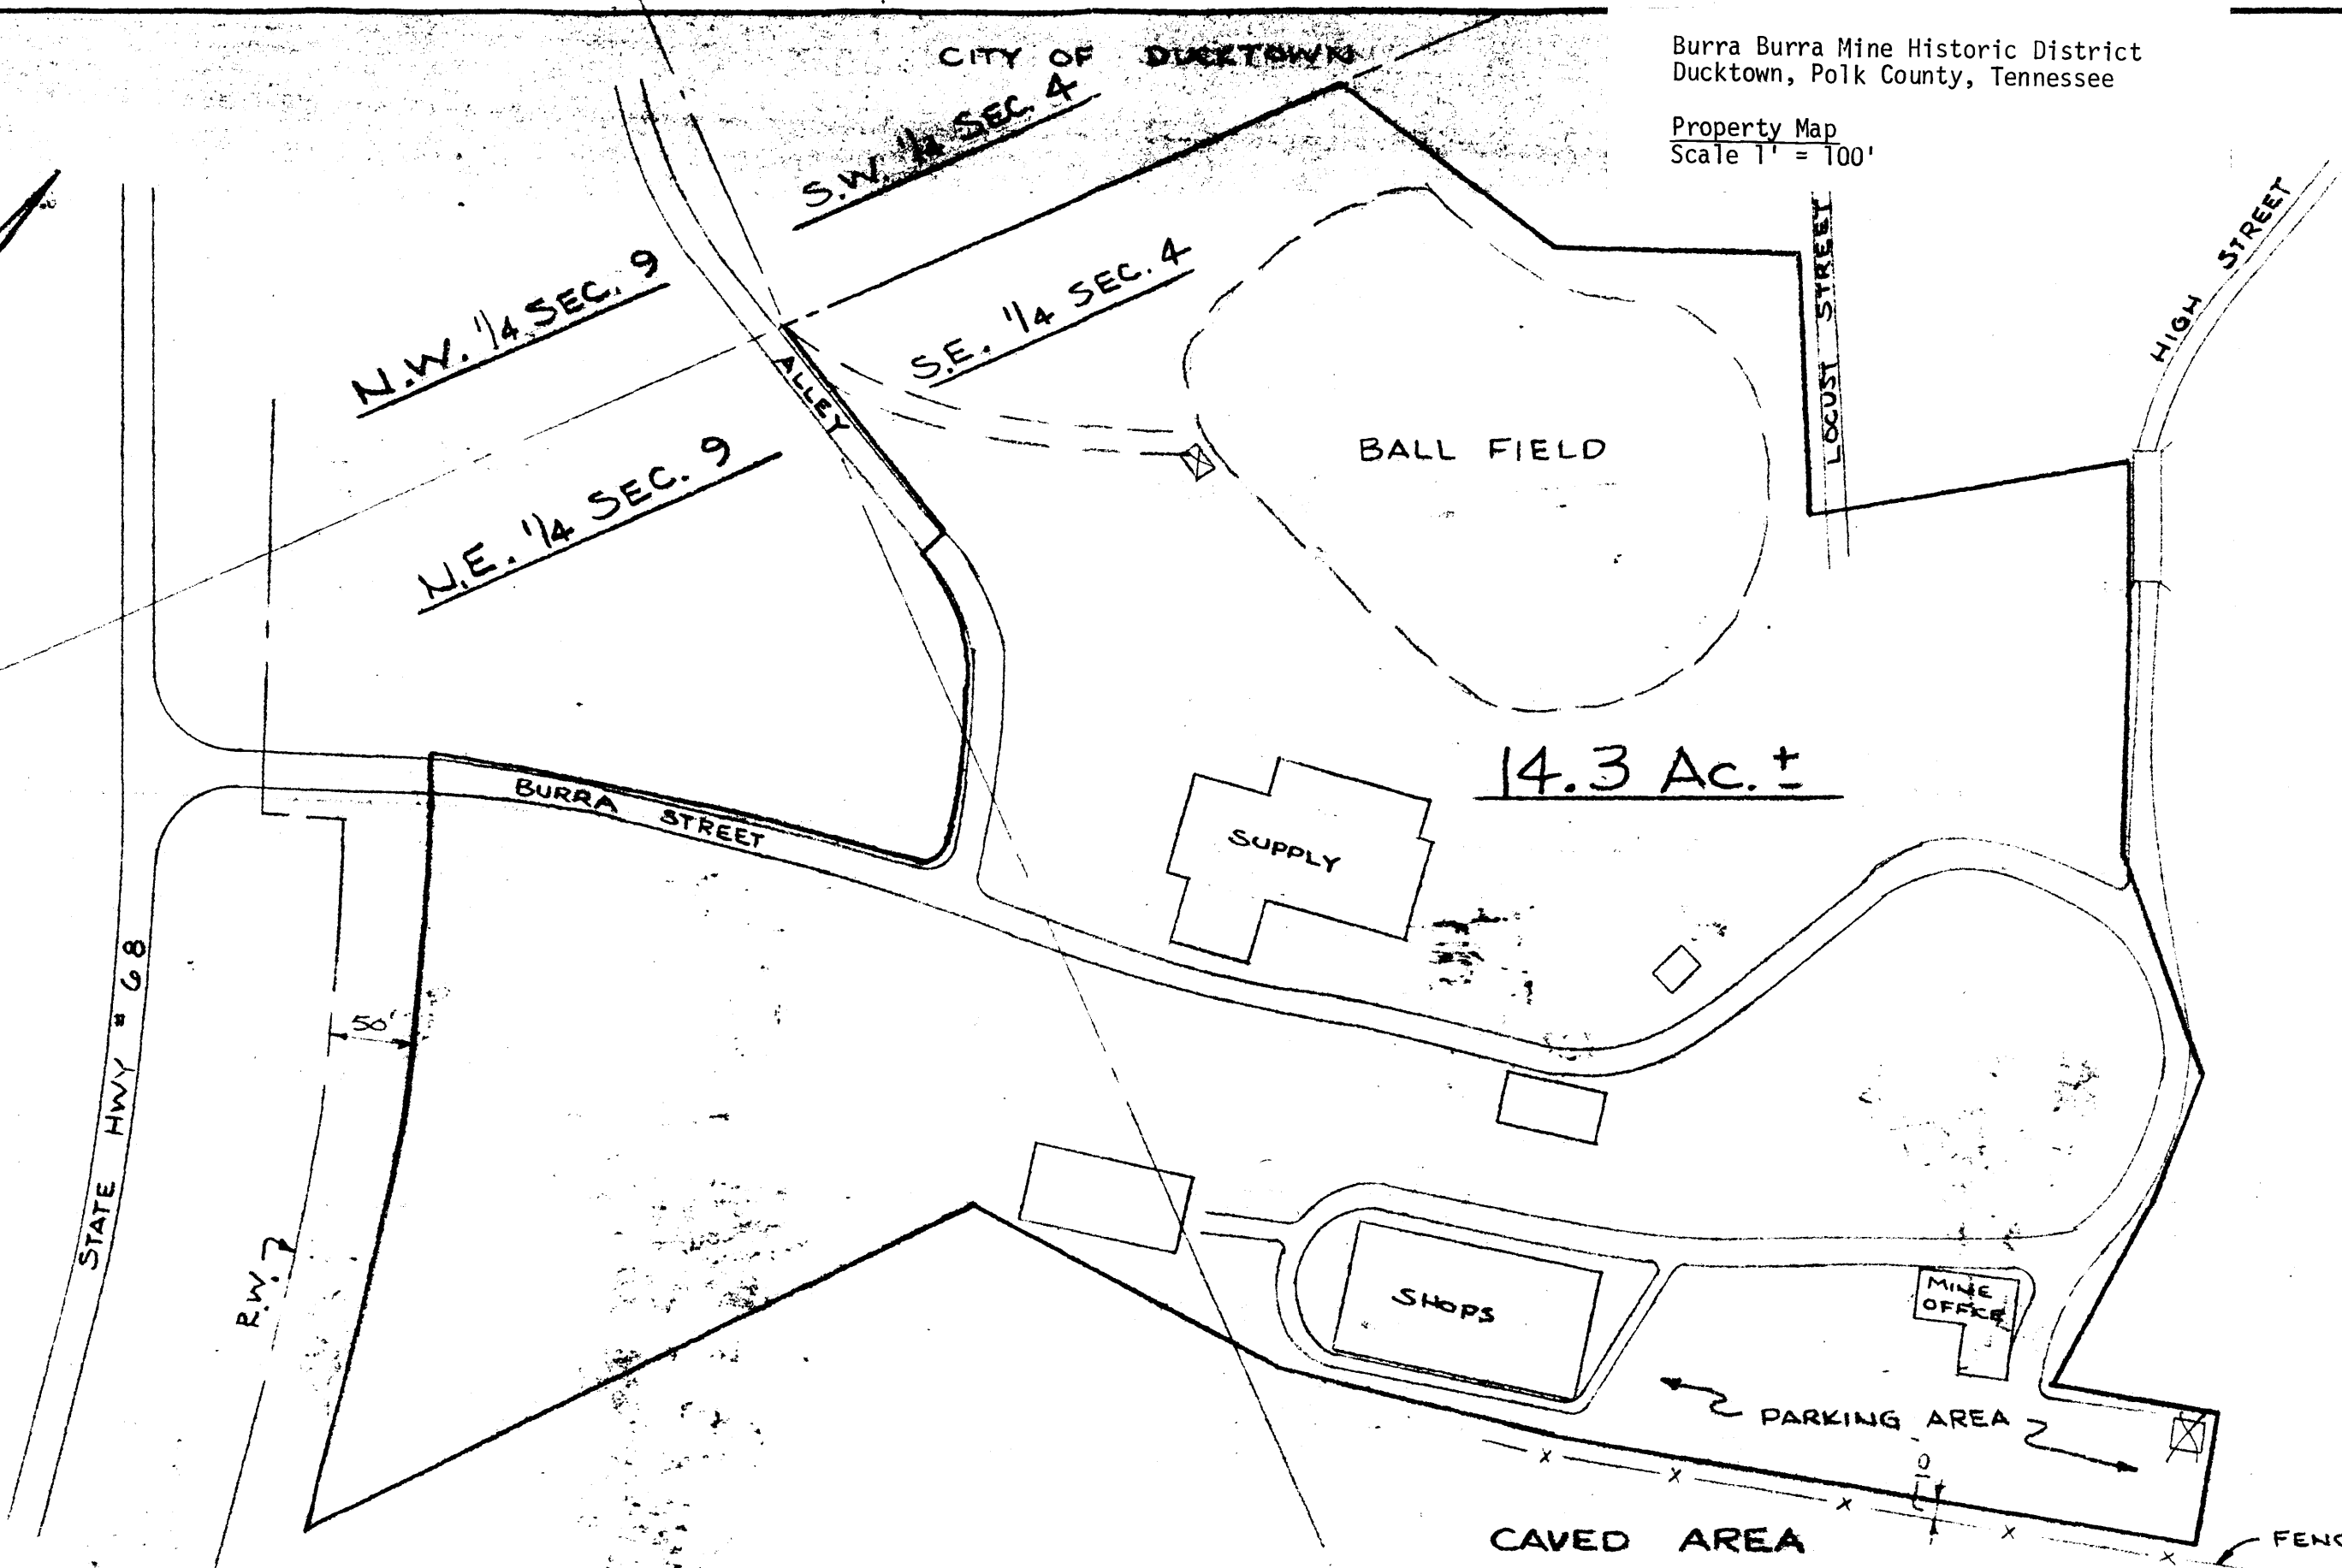 CITY OF DUCKTOWN
Burra Burra Mine Historic District
Ducktown, Polk County, Tennessee
Property Map
Scale 1' = 100'
S.W. 1/4 SEC. 4
N.W. 1/4 SEC. 9
S.E. 1/4 SEC. 4
N.E. 1/4 SEC. 9
ALLEY
BALL FIELD
LOCUST STREET
HIGH STREET
BURRA STREET
14.3 Ac. ±
SUPPLY
STATE HWY = 68
50'
R.W.
SHOPS
MINE
OFFICE
PARKING AREA
10
CAVED AREA